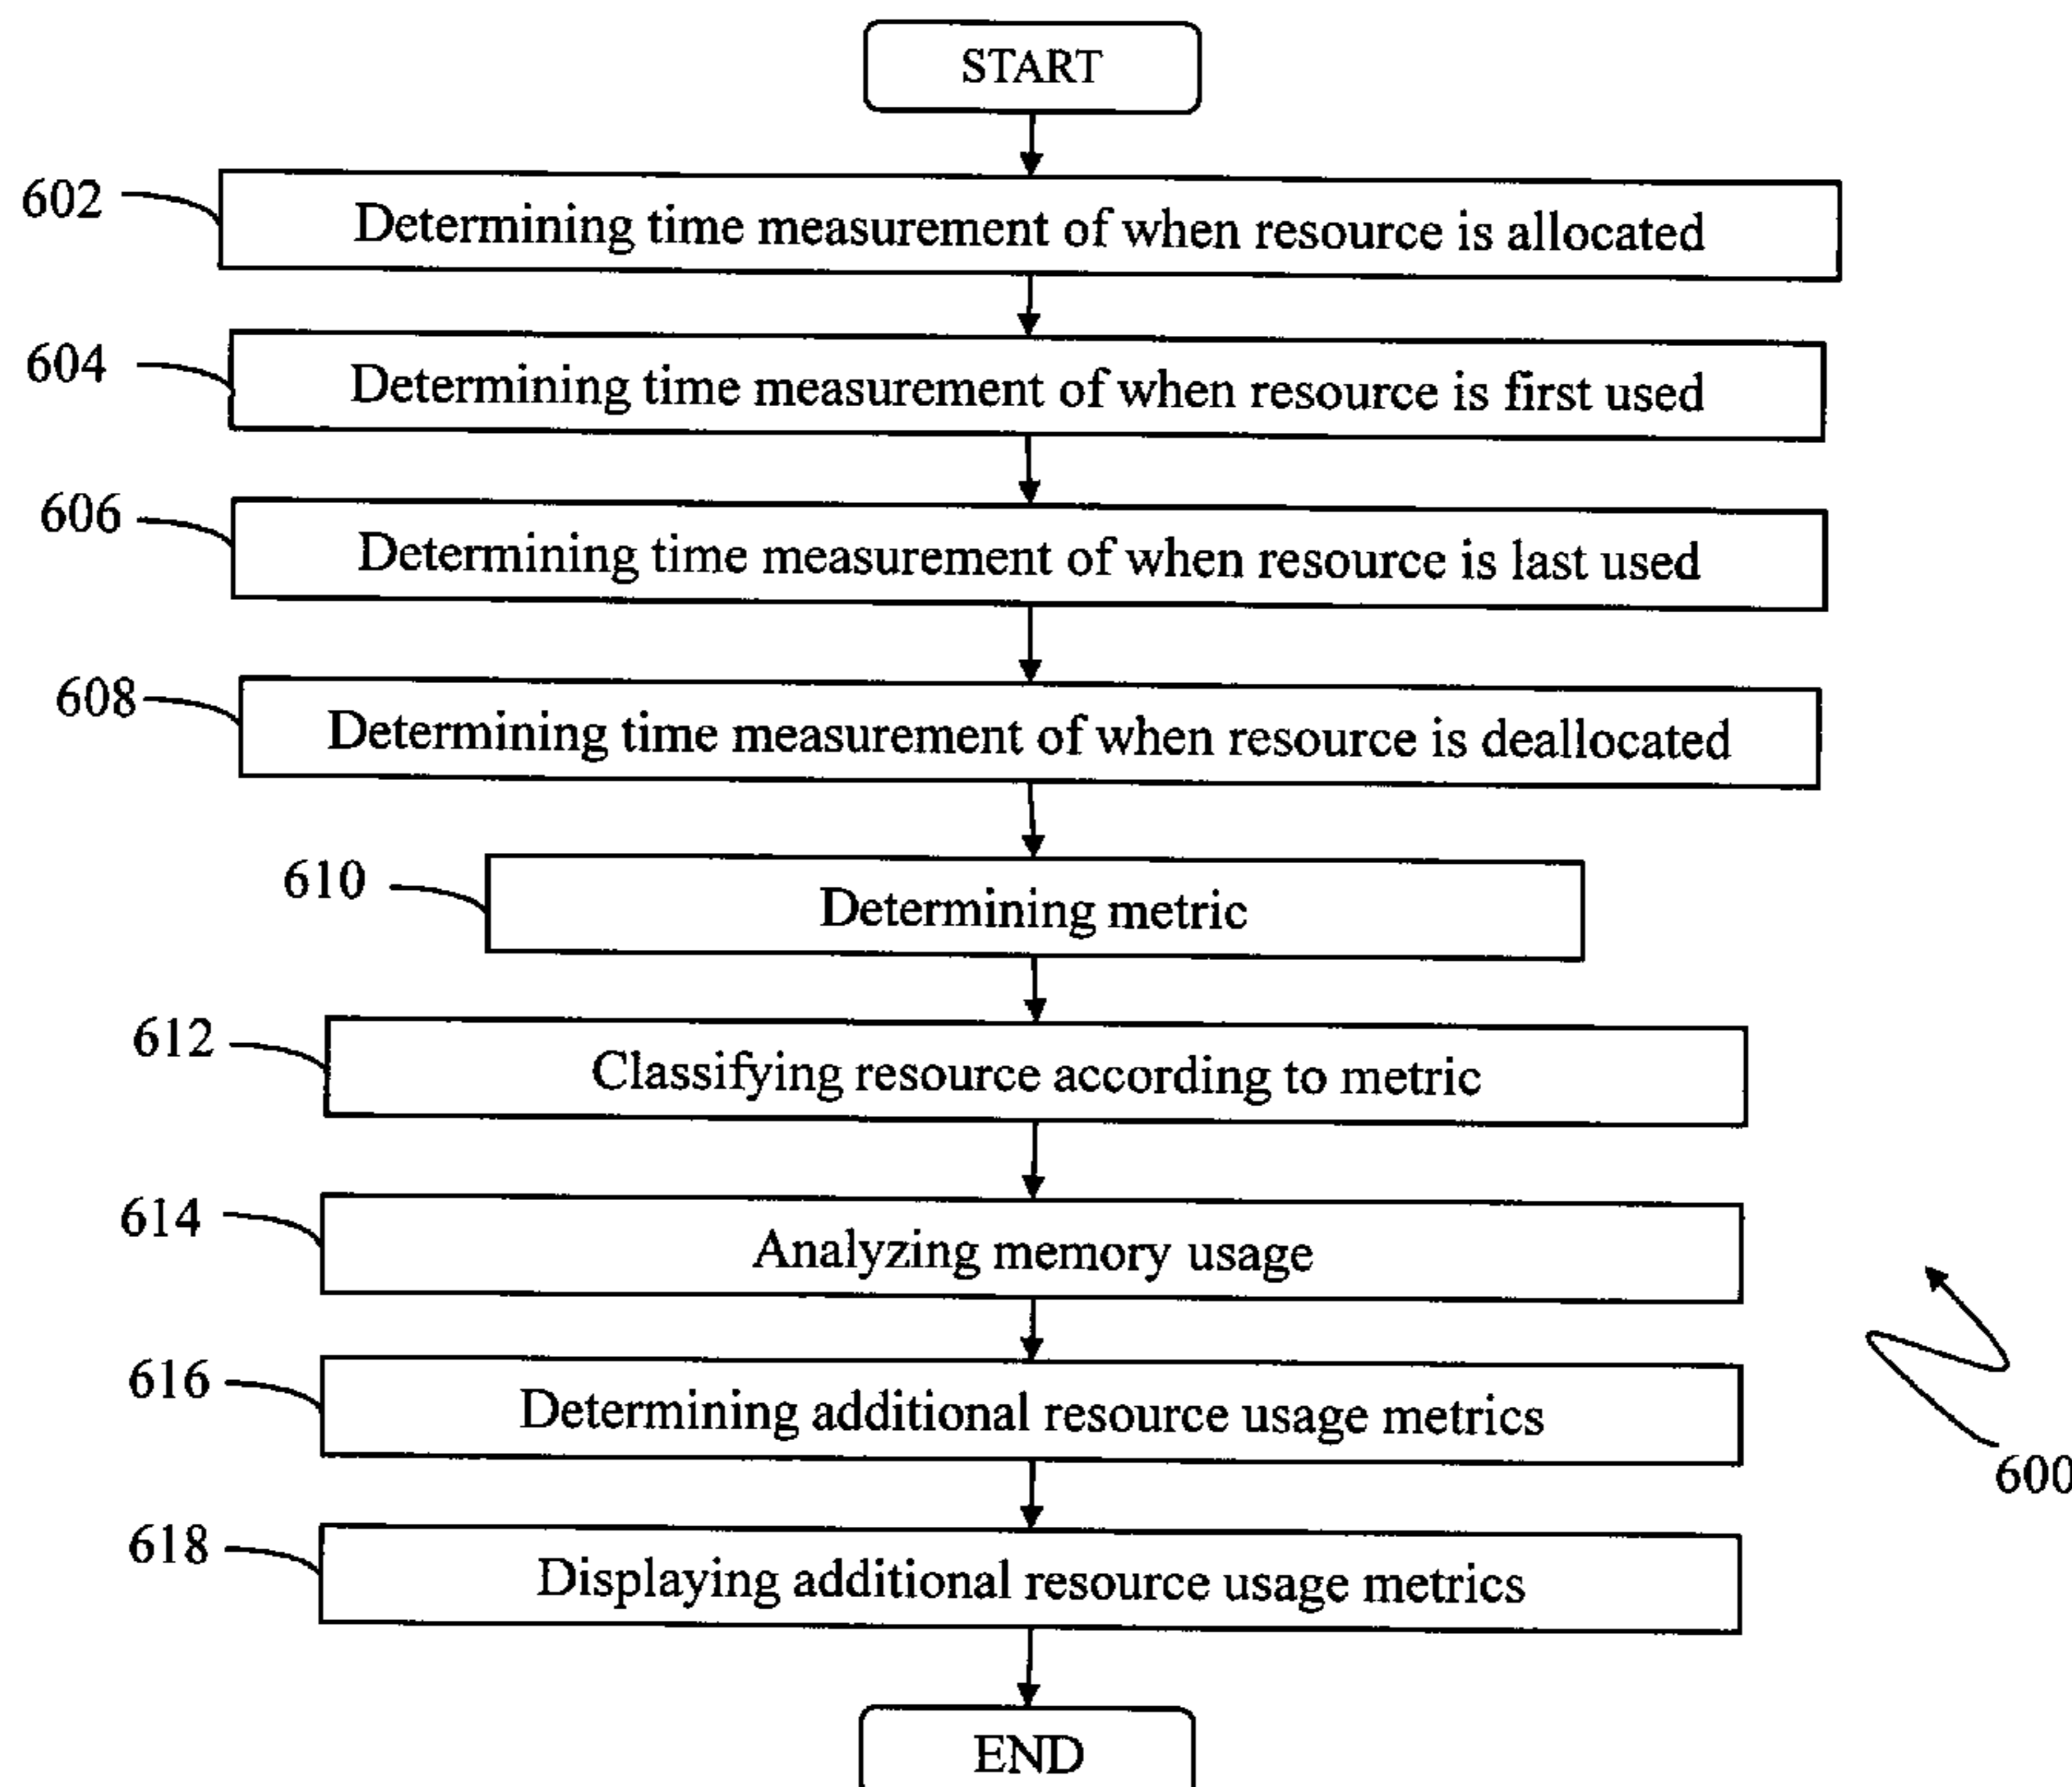 START
602
Determining time measurement of when resource is allocated
604
Determining time measurement of when resource is first used
606
Determining time measurement of when resource is last used
608
Determining time measurement of when resource is deallocated
610
Determining metric
612
Classifying resource according to metric
614
Analyzing memory usage
616
Determining additional resource usage metrics
600
618
Displaying additional resource usage metrics
END